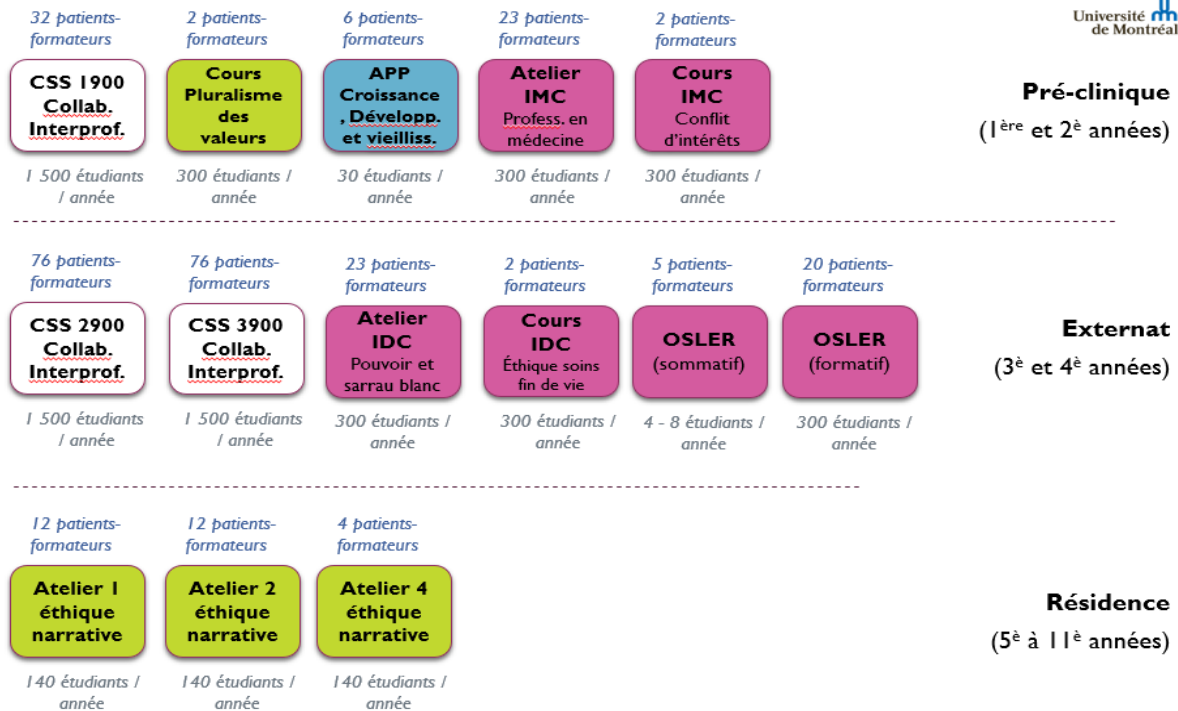 32 patients-
formateurs
2 patients-
formateurs
6 patients-
formateurs
23 patients-
formateurs
2 patients-
formateurs
Université
de Montréal
CSS 1900
Collab.
Interprof.
Cours
Pluralisme
des
valeurs
APP
Croissance
, Développ.
et vieilliss.
Atelier
IMC
Profess. en
médecine
Cours
IMC
Conflit
d'intérêts
Pré-clinique
(1ère et 2è années)
1 500 étudiants
/ année
300 étudiants /
année
30 étudiants /
année
300 étudiants /
année
300 étudiants /
année
76 patients-
formateurs
76 patients-
formateurs
23 patients-
formateurs
2 patients-
formateurs
5 patients-
formateurs
20 patients-
formateurs
CSS 2900
Collab.
Interprof.
CSS 3900
Collab.
Interprof.
Atelier
IDC
Pouvoir et
sarrau blanc
Cours
IDC
Éthique soins
fin de vie
OSLER
(sommatif)
OSLER
(formatif)
Externat
(3è et 4è années)
1 500 étudiants
/ année
1 500 étudiants
/ année
300 étudiants /
année
300 étudiants /
année
4 - 8 étudiants /
année
300 étudiants /
année
12 patients-
formateurs
12 patients-
formateurs
4 patients-
formateurs
Atelier 1
éthique
narrative
Atelier 2
éthique
narrative
Atelier 4
éthique
narrative
Résidence
(5è à 11è années)
140 étudiants /
année
140 étudiants /
année
140 étudiants /
année